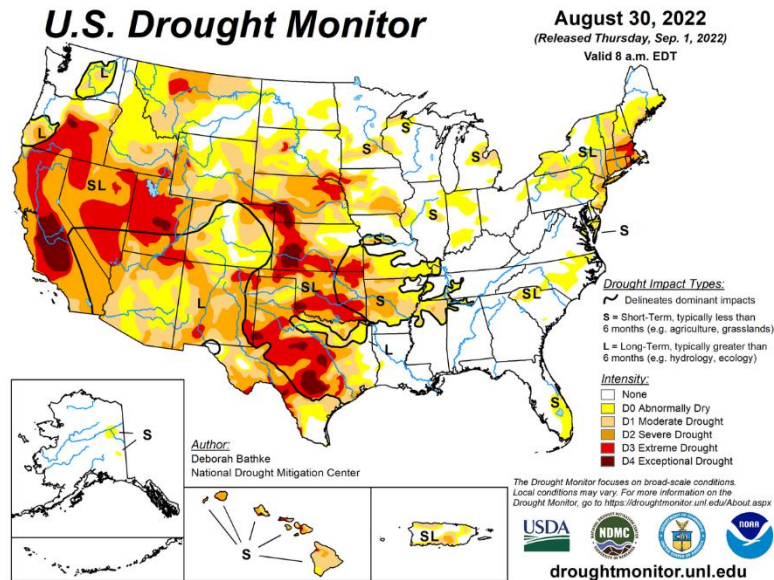 U.S. Drought Monitor
August 30, 2022
(Released Thursday, Sep. 1, 2022)
Valid 8 a.m. EDT
L
L
SL
L
SL
S
S
S
S
S
S
SL
S
SL
L
S
Drought Impact Types:
Delineates dominant impacts
S = Short-Term, typically less than
6 months (e.g. agriculture, grasslands)
L = Long-Term, typically greater than
6 months (e.g. hydrology, ecology)
Intensity:
None
D0 Abnormally Dry
D1 Moderate Drought
D2 Severe Drought
D3 Extreme Drought
D4 Exceptional Drought
S
Author:
Deborah Bathke
National Drought Mitigation Center
S
SL
The Drought Monitor focuses on broad-scale conditions.
Local conditions may vary. For more information on the
Drought Monitor, go to https://droughtmonitor.unl.edu/About.aspx
USDA
NDMC
NOAA
droughtmonitor.unl.edu